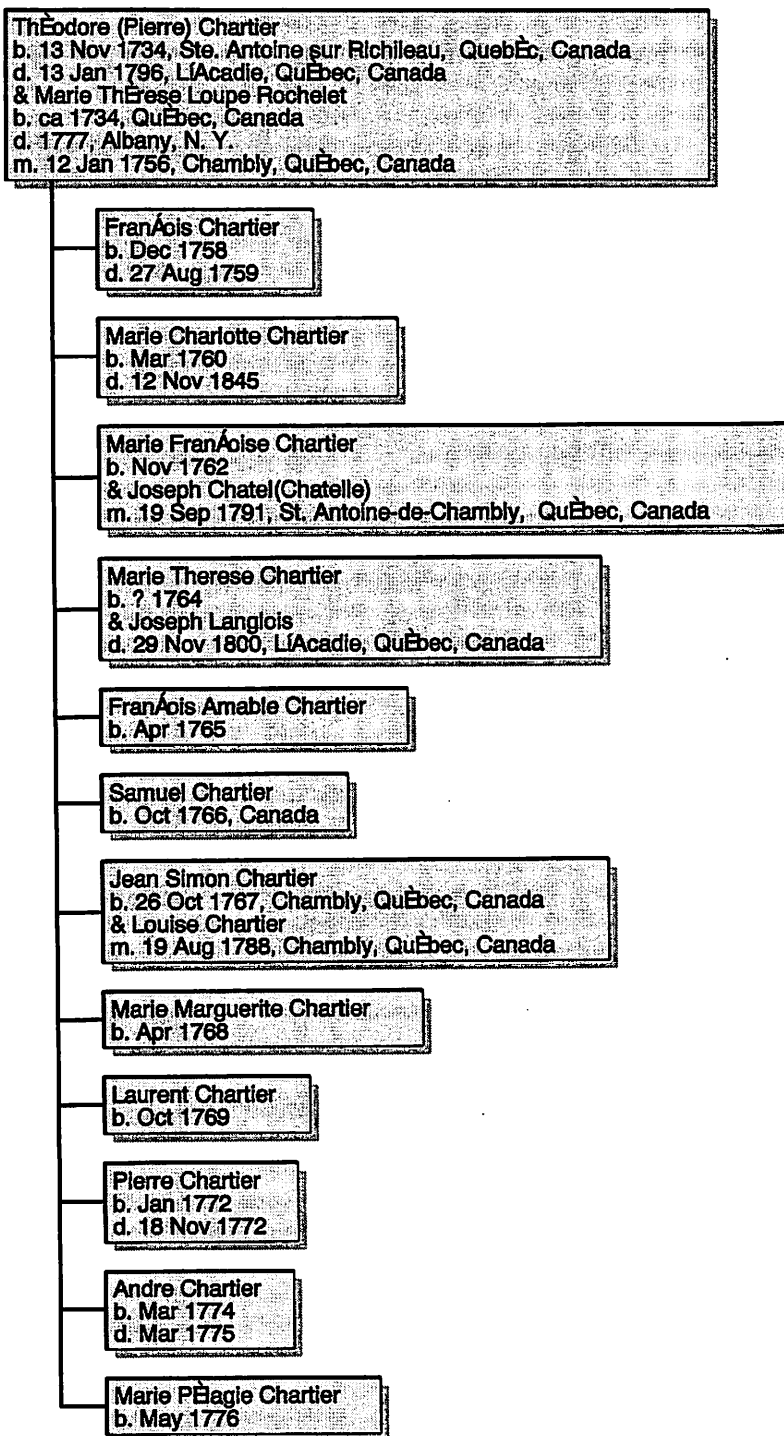 ThÈodore (Pierre) Chartier
b. 13 Nov 1734, Ste. Antoine sur Richileau, QuebÈc, Canada
d. 13 Jan 1796, LíAcadie, QuÈbec, Canada
& Marie ThÈrese Loupe Rochelet
b. ca 1734, QuÈbec, Canada
d. 1777, Albany, N. Y.
m. 12 Jan 1756, Chambly, QuÈbec, Canada
FranÁois Chartier
b. Dec 1758
d. 27 Aug 1759
Marie Charlotte Chartier
b. Mar 1760
d. 12 Nov 1845
Marie FranÁoise Chartier
b. Nov 1762
& Joseph Chatel(Chatelle)
m. 19 Sep 1791, St. Antoine-de-Chambly, QuÈbec, Canada
Marie Therese Chartier
b. ? 1764
& Joseph Langlois
d. 29 Nov 1800, LíAcadie, QuÈbec, Canada
FranÁois Amable Chartier
b. Apr 1765
Samuel Chartier
b. Oct 1766, Canada
Jean Simon Chartier
b. 26 Oct 1767, Chambly, QuÈbec, Canada
& Louise Chartier
m. 19 Aug 1788, Chambly, QuÈbec, Canada
Marie Marguerite Chartier
b. Apr 1768
Laurent Chartier
b. Oct 1769
Pierre Chartier
b. Jan 1772
d. 18 Nov 1772
Andre Chartier
b. Mar 1774
d. Mar 1775
Marie PÈlagie Chartier
b. May 1776